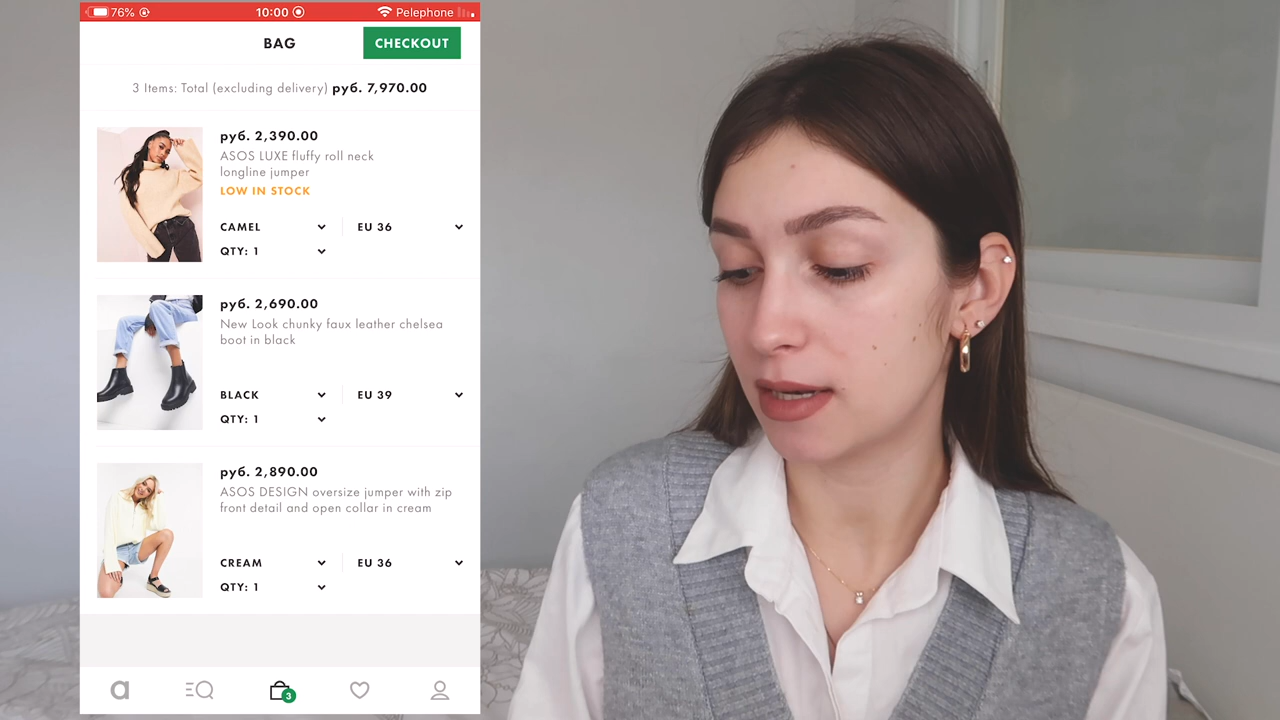 76% 10:00 Pelephone
BAG
CHECKOUT
3 Items: Total (excluding delivery) руб. 7,970.00
руб. 2,390.00
ASOS LUXE fluffy roll neck
longline jumper
LOW IN STOCK
CAMEL EU 36
QTY: 1
руб. 2,690.00
New Look chunky faux leather chelsea
boot in black
BLACK EU 39
QTY: 1
руб. 2,890.00
ASOS DESIGN oversize jumper with zip
front detail and open collar in cream
CREAM EU 36
QTY: 1
a 3